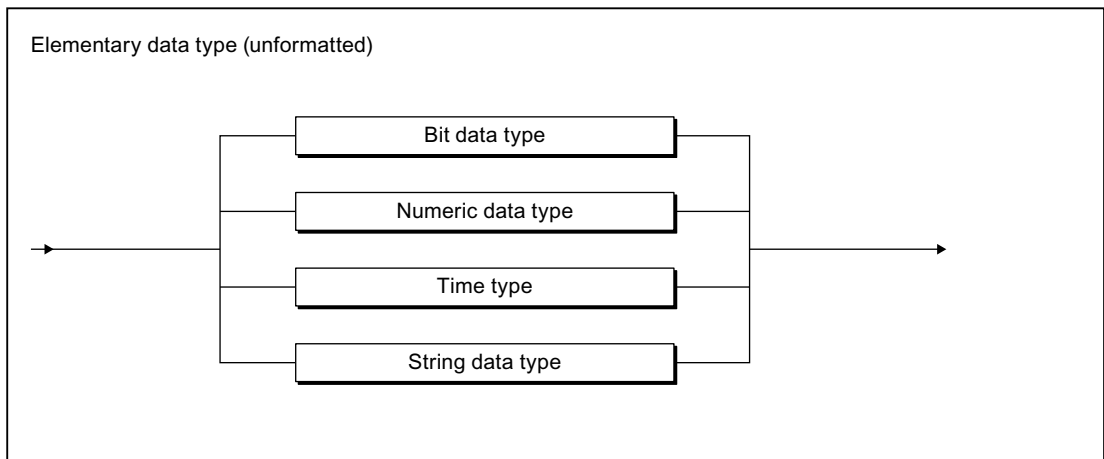 Elementary data type (unformatted)
Bit data type
Numeric data type
Time type
String data type